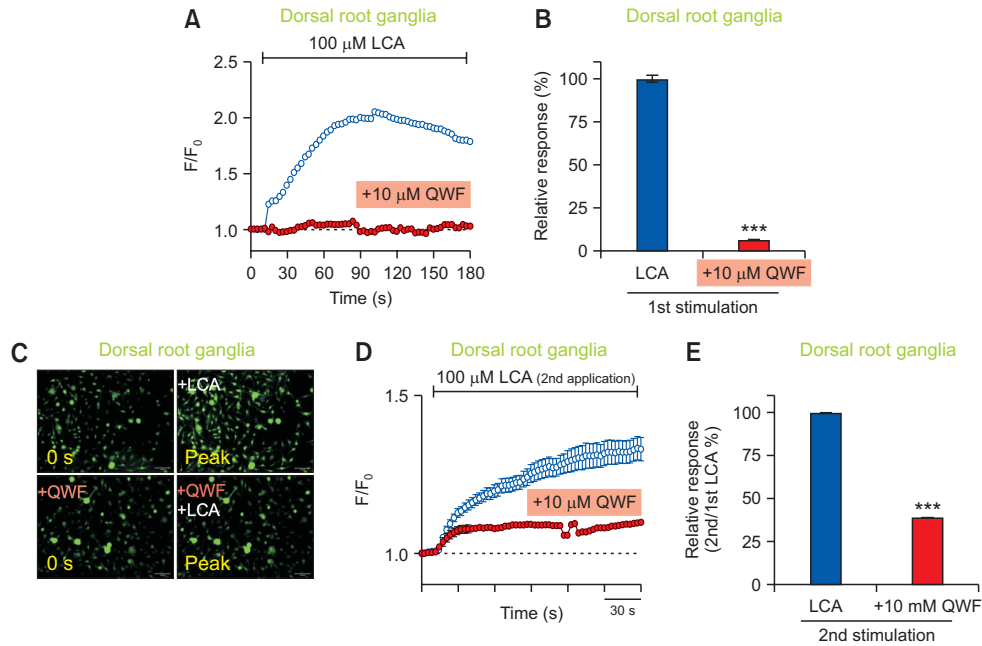 A
Dorsal root ganglia
100 μM LCA
2.5
2.0
1.5
1.0
F/F0
+10 μM QWF
0 30 60 90 120 150 180
Time (s)
B
Dorsal root ganglia
Relative response (%)
100
75
50
25
0
***
LCA +10 μM QWF
1st stimulation
C
Dorsal root ganglia
0 s
+LCA
Peak
+QWF
0 s
+QWF
+LCA
Peak
D
Dorsal root ganglia
100 μM LCA (2nd application)
1.5
1.0
F/F0
+10 μM QWF
Time (s)
30 s
E
Dorsal root ganglia
Relative response
(2nd/1st LCA %)
100
75
50
25
0
***
LCA +10 mM QWF
2nd stimulation